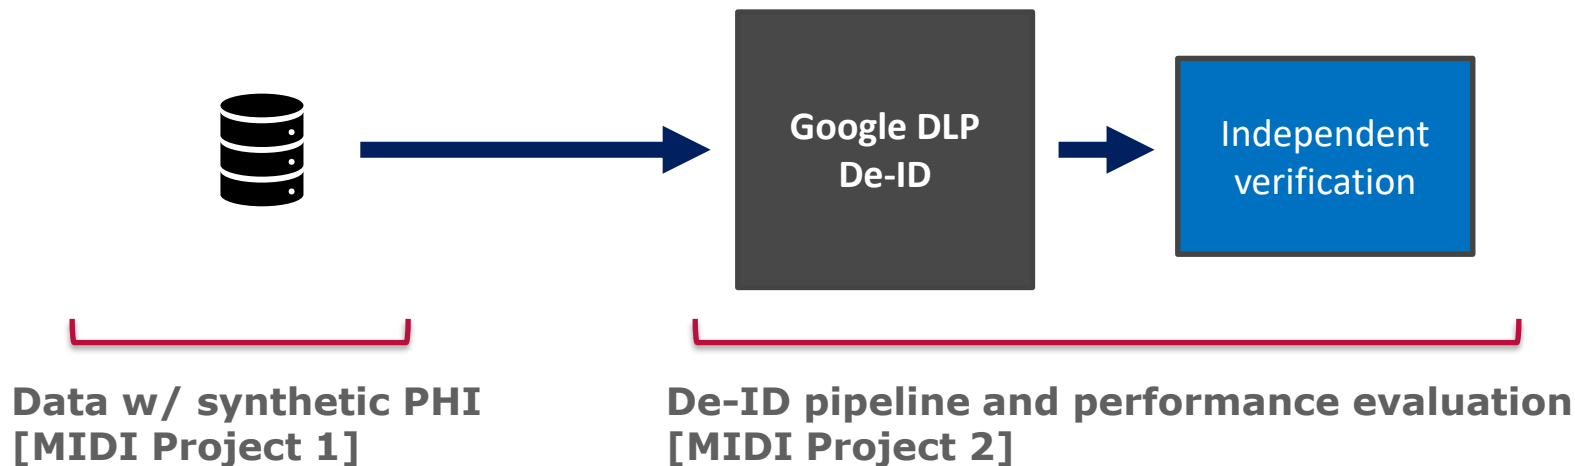 Google DLP
De-ID
Independent
verification
Data w/ synthetic PHI
[MIDI Project 1]
De-ID pipeline and performance evaluation
[MIDI Project 2]